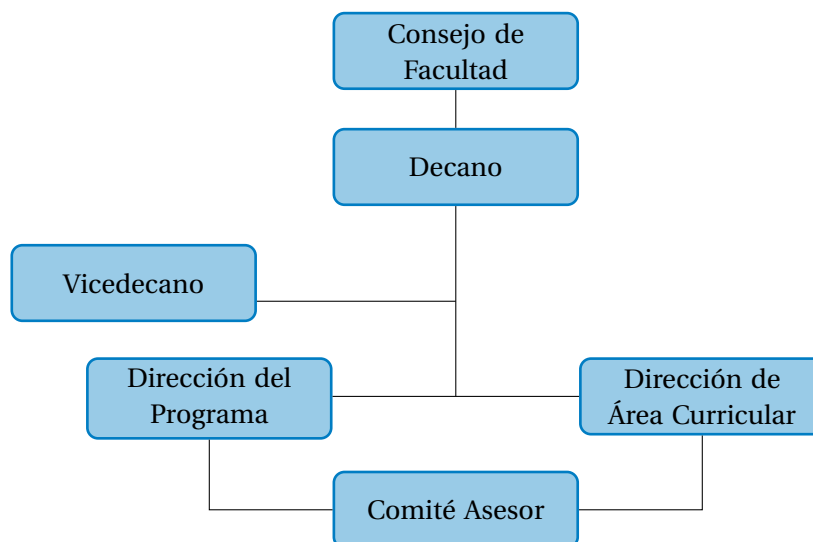 Consejo de
Facultad
Decano
Vicedecano
Dirección del
Programa
Dirección de
Área Curricular
Comité Asesor